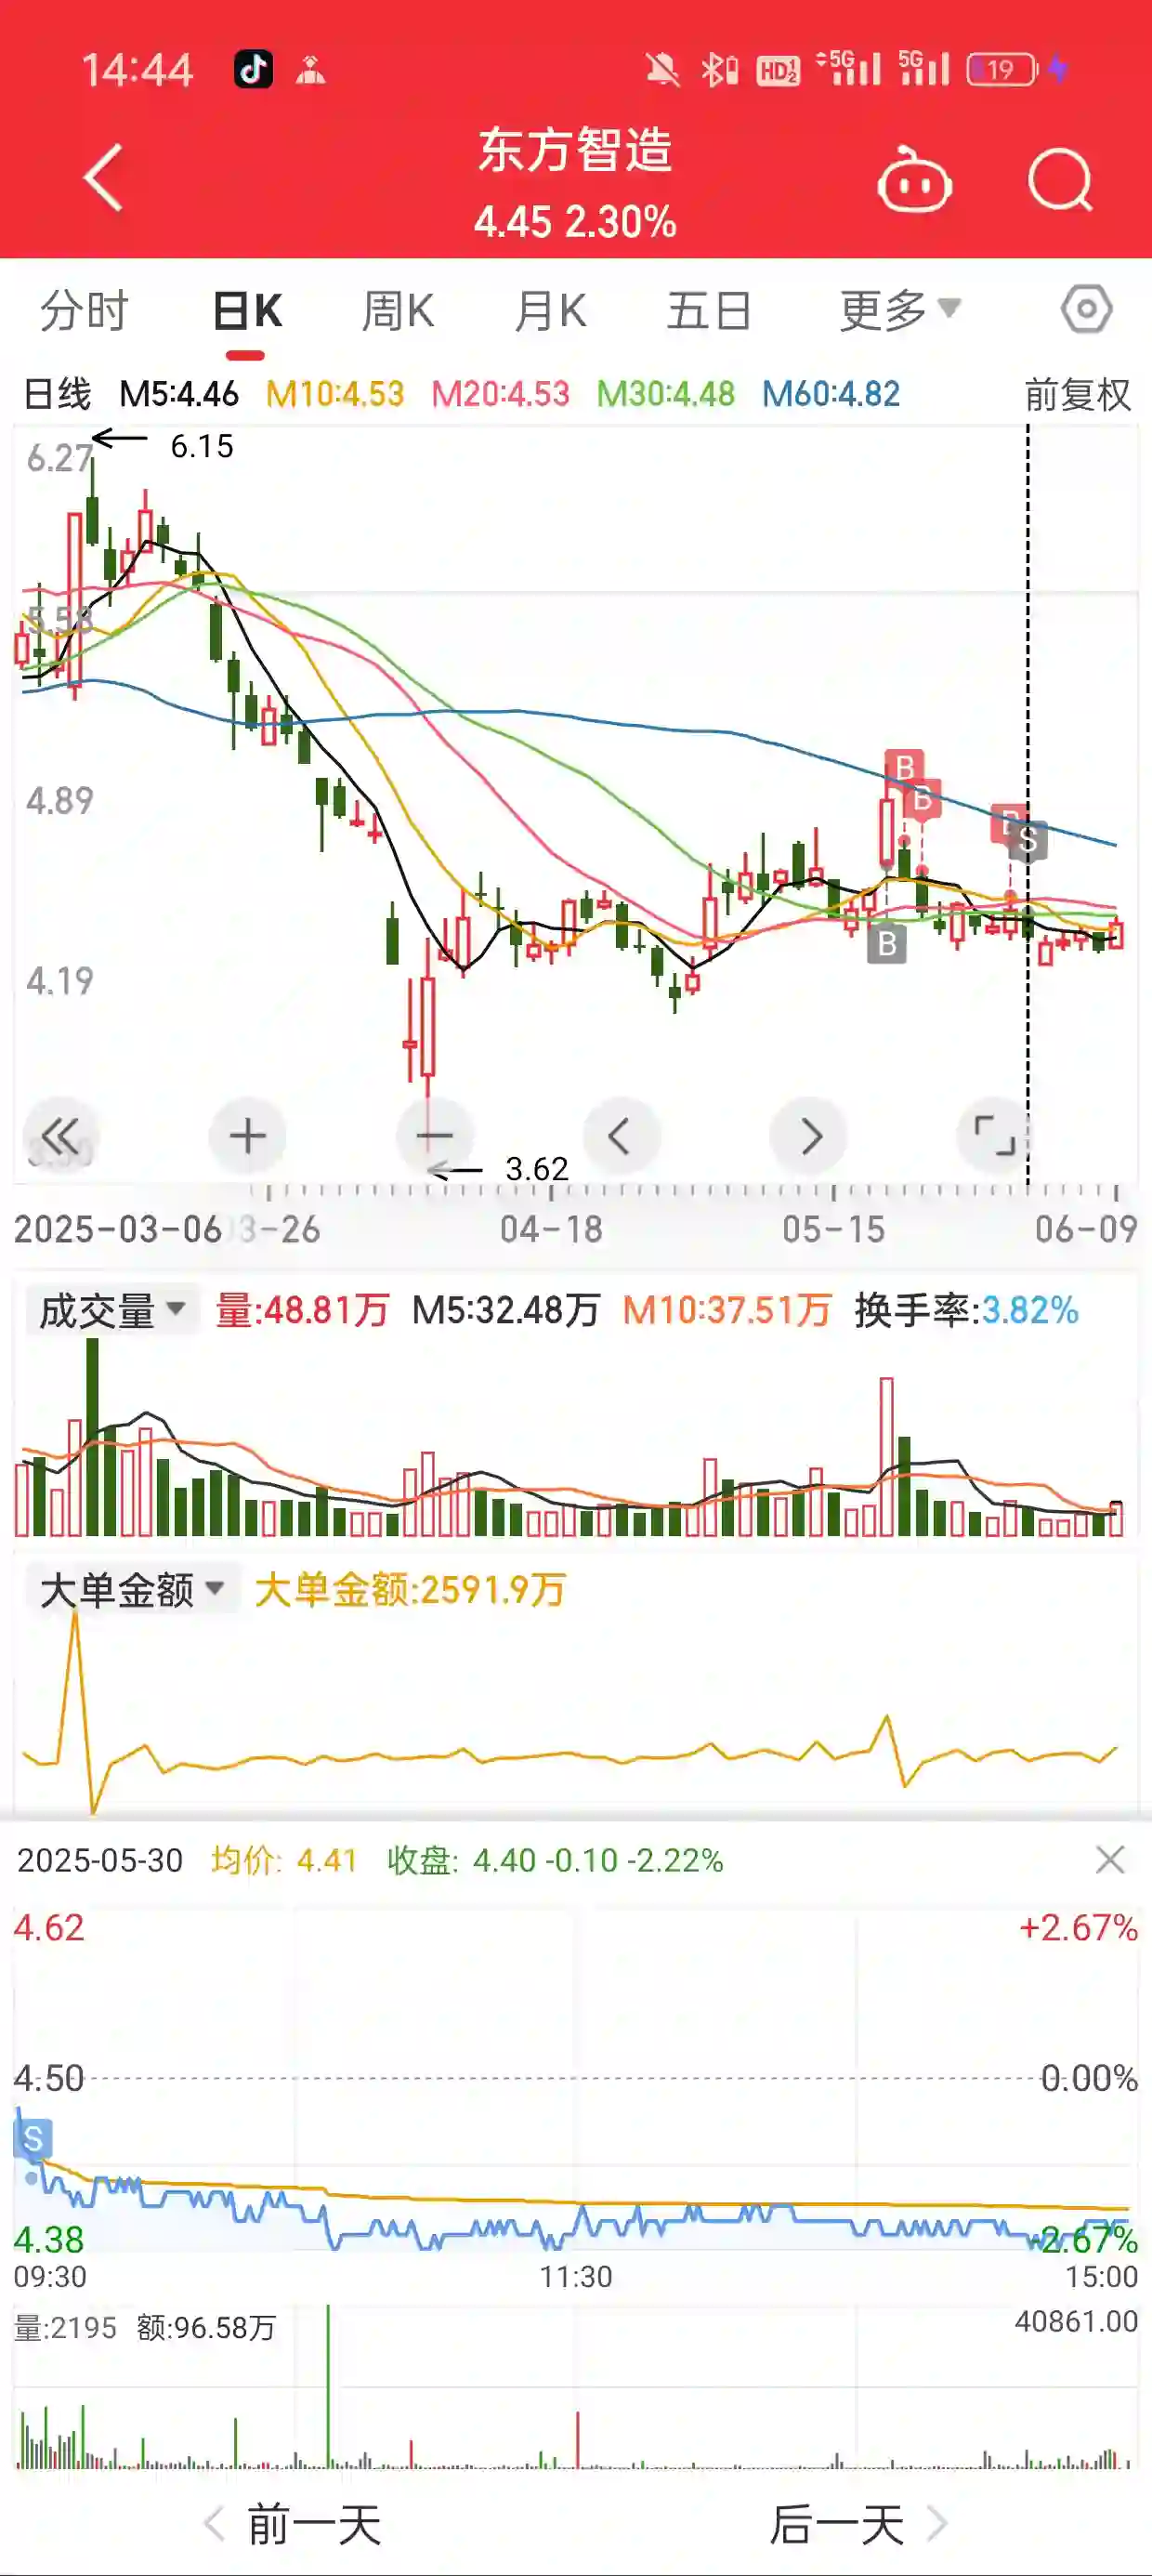 14:44 HD 1 2 5G 5G 19
东方智造
4.45 2.30%
分时 日K 周K 月K 五日 更多
日线 M5:4.46 M10:4.53 M20:4.53 M30:4.48 M60:4.82 前复权
6.27 6.15
5.58
B
4.89 B
S
B
4.19
3.62
2025-03-06 03-26 04-18 05-15 06-09
成交量 量:48.81万 M5:32.48万 M10:37.51万 换手率:3.82%
大单金额 大单金额:2591.9万
2025-05-30 均价: 4.41 收盘: 4.40 -0.10 -2.22%
4.62 +2.67%
4.50 0.00%
S
4.38 -2.67%
09:30 11:30 15:00
量:2195 额:96.58万 40861.00
前一天 后一天